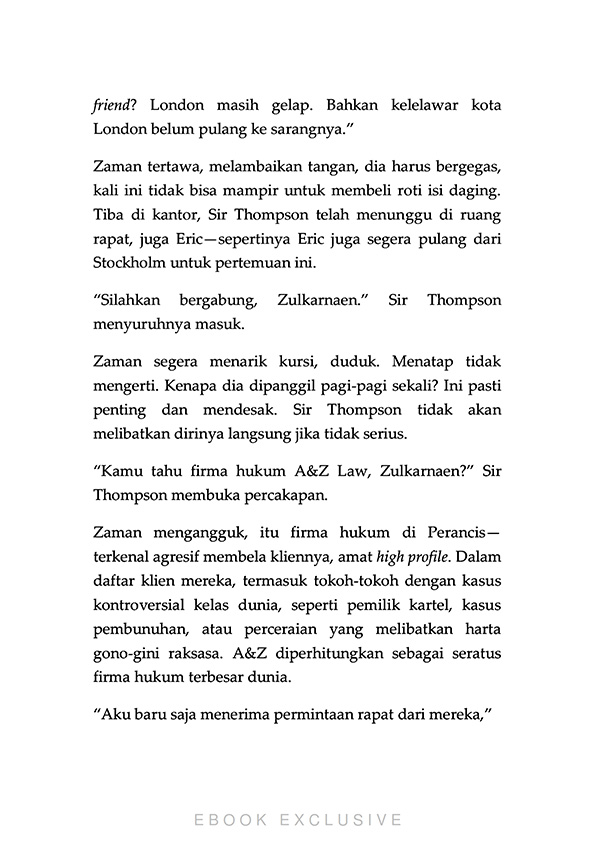 friend? London masih gelap. Bahkan kelelawar kota
London belum pulang ke sarangnya.”
Zaman tertawa, melambaikan tangan, dia harus bergegas,
kali ini tidak bisa mampir untuk membeli roti isi daging.
Tiba di kantor, Sir Thompson telah menunggu di ruang
rapat, juga Eric—sepertinya Eric juga segera pulang dari
Stockholm untuk pertemuan ini.
“Silahkan bergabung, Zulkarnaen.” Sir Thompson
menyuruhnya masuk.
Zaman segera menarik kursi, duduk. Menatap tidak
mengerti. Kenapa dia dipanggil pagi-pagi sekali? Ini pasti
penting dan mendesak. Sir Thompson tidak akan
melibatkan dirinya langsung jika tidak serius.
“Kamu tahu firma hukum A&Z Law, Zulkarnaen?” Sir
Thompson membuka percakapan.
Zaman mengangguk, itu firma hukum di Perancis—
terkenal agresif membela kliennya, amat high profile. Dalam
daftar klien mereka, termasuk tokoh-tokoh dengan kasus
kontroversial kelas dunia, seperti pemilik kartel, kasus
pembunuhan, atau perceraian yang melibatkan harta
gono-gini raksasa. A&Z diperhitungkan sebagai seratus
firma hukum terbesar dunia.
“Aku baru saja menerima permintaan rapat dari mereka,”
EBOOK EXCLUSIVE